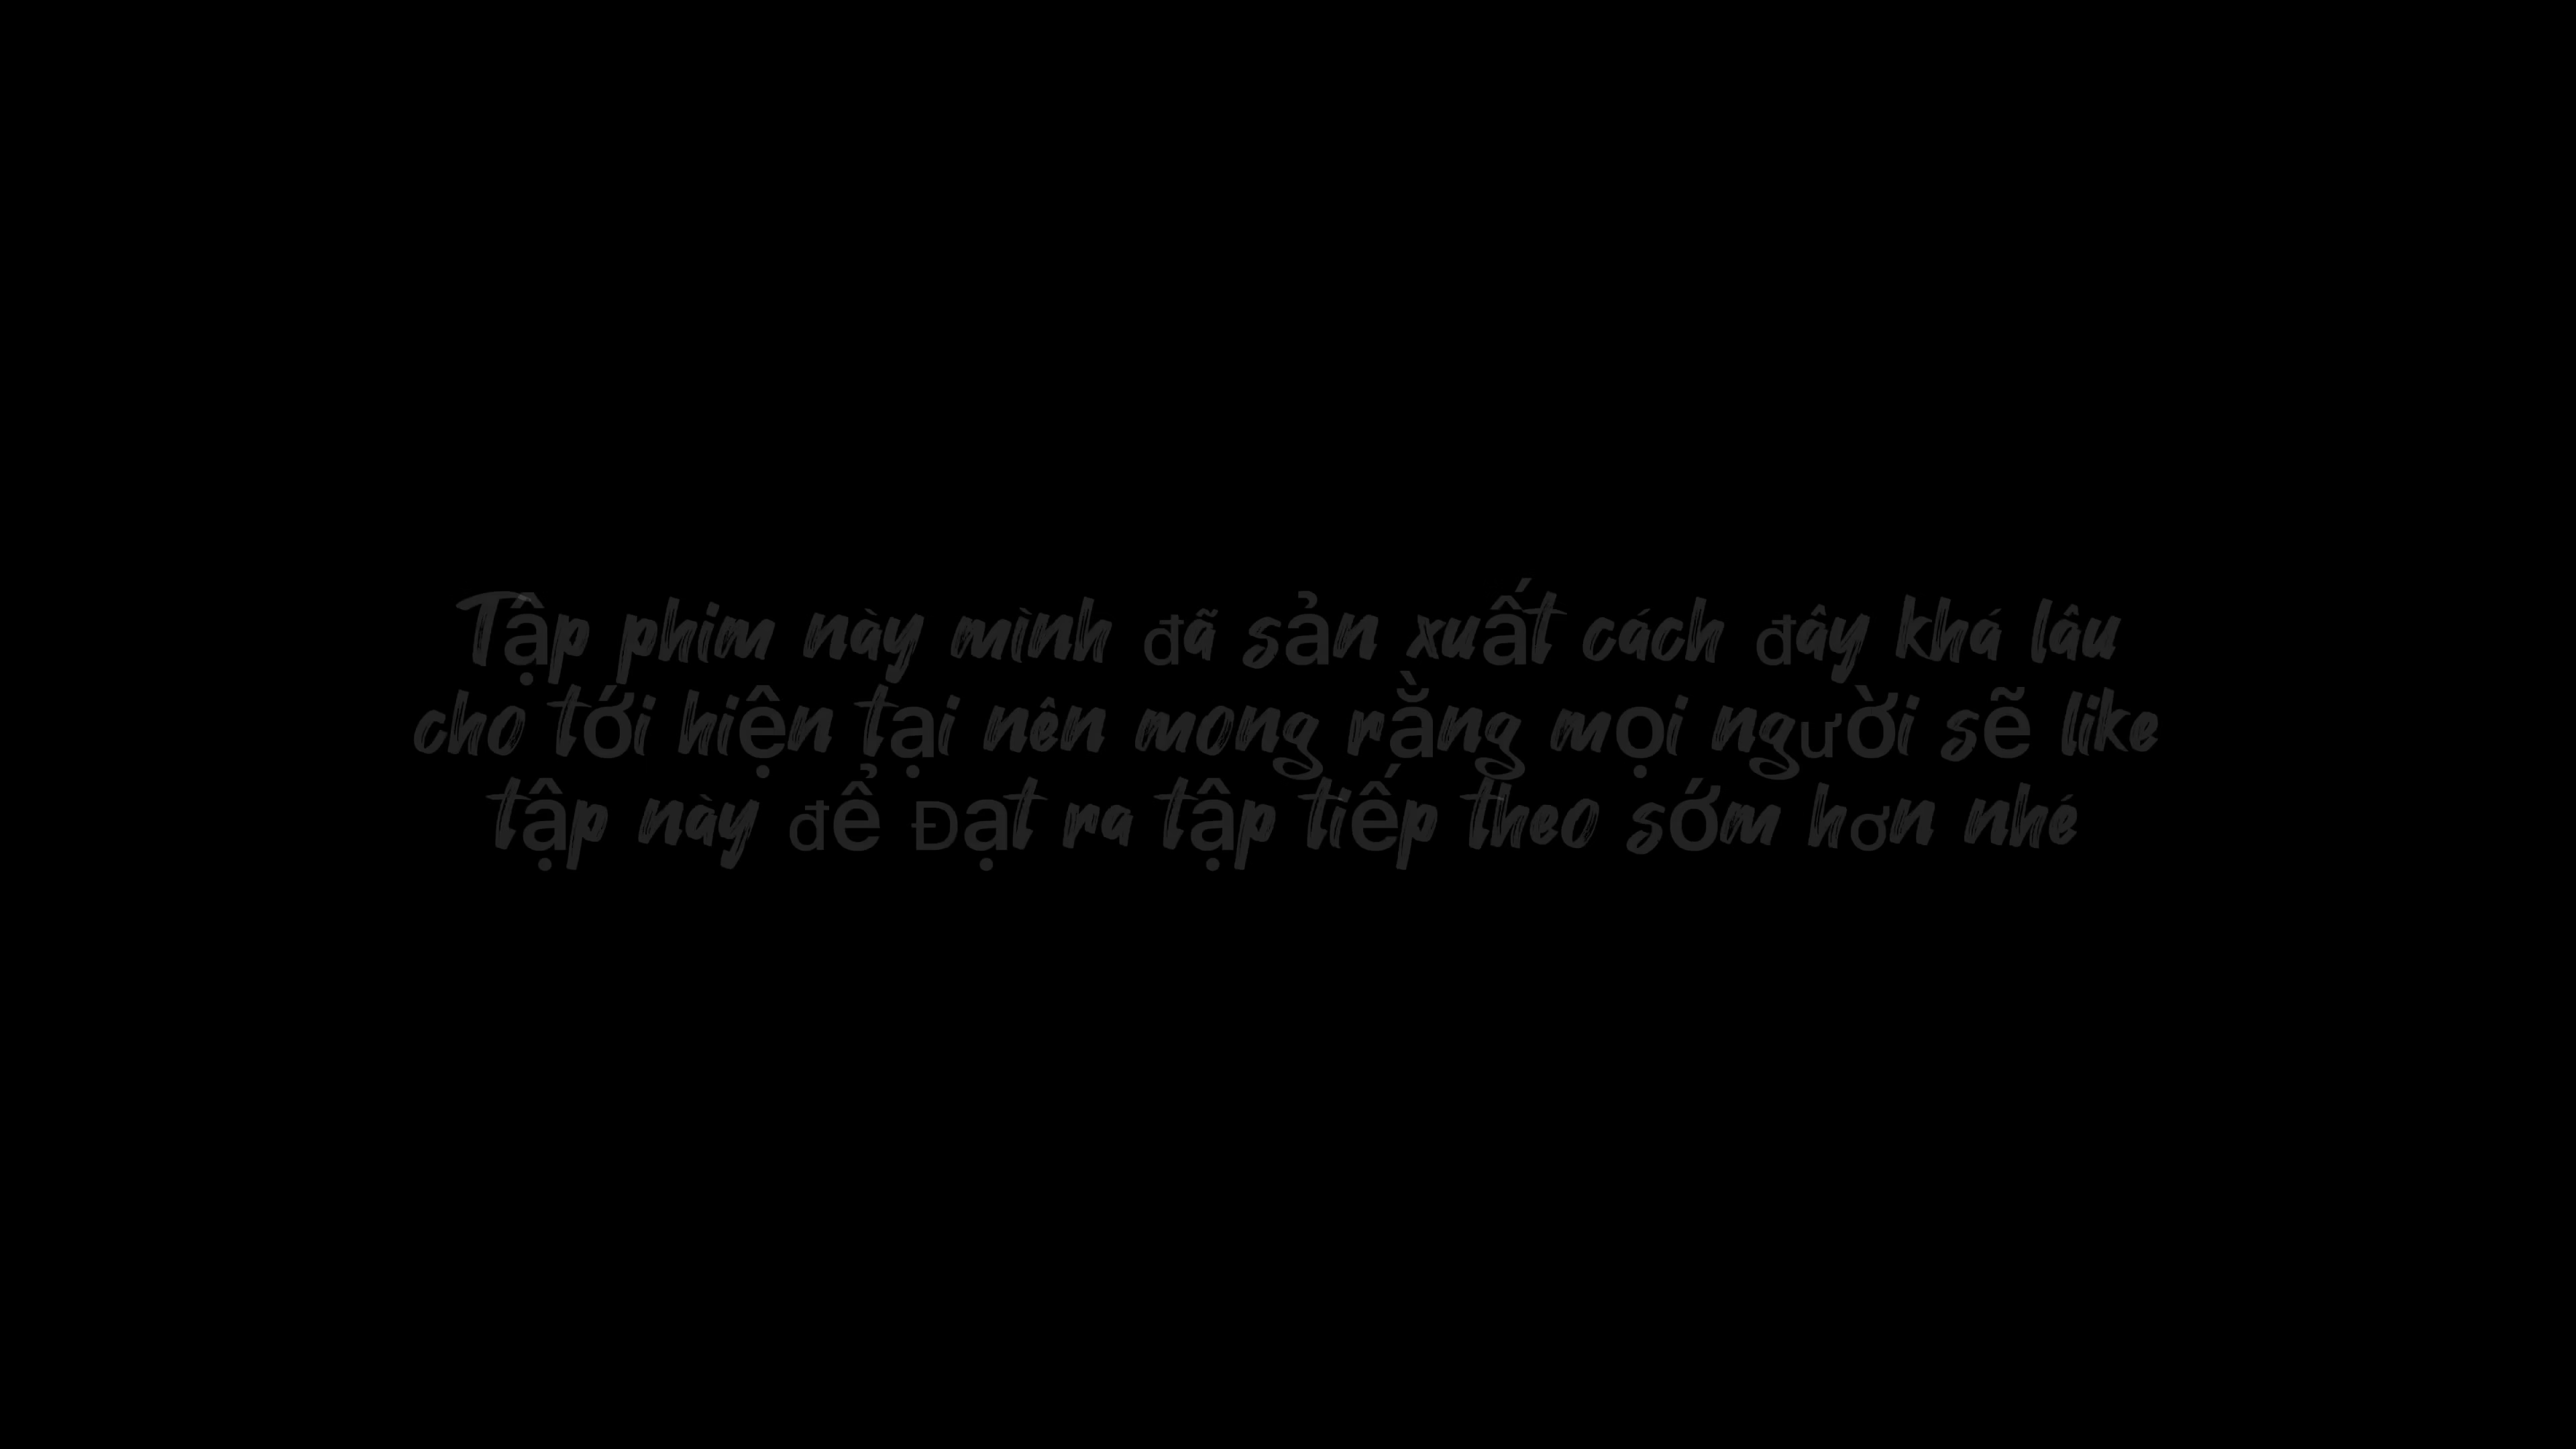 Tập phim này mình đã sản xuất cách đây khá lâu
cho tới hiện tại nên mong rằng mọi người sẽ like
tập này để Đạt ra tập tiếp theo sớm hơn nhé